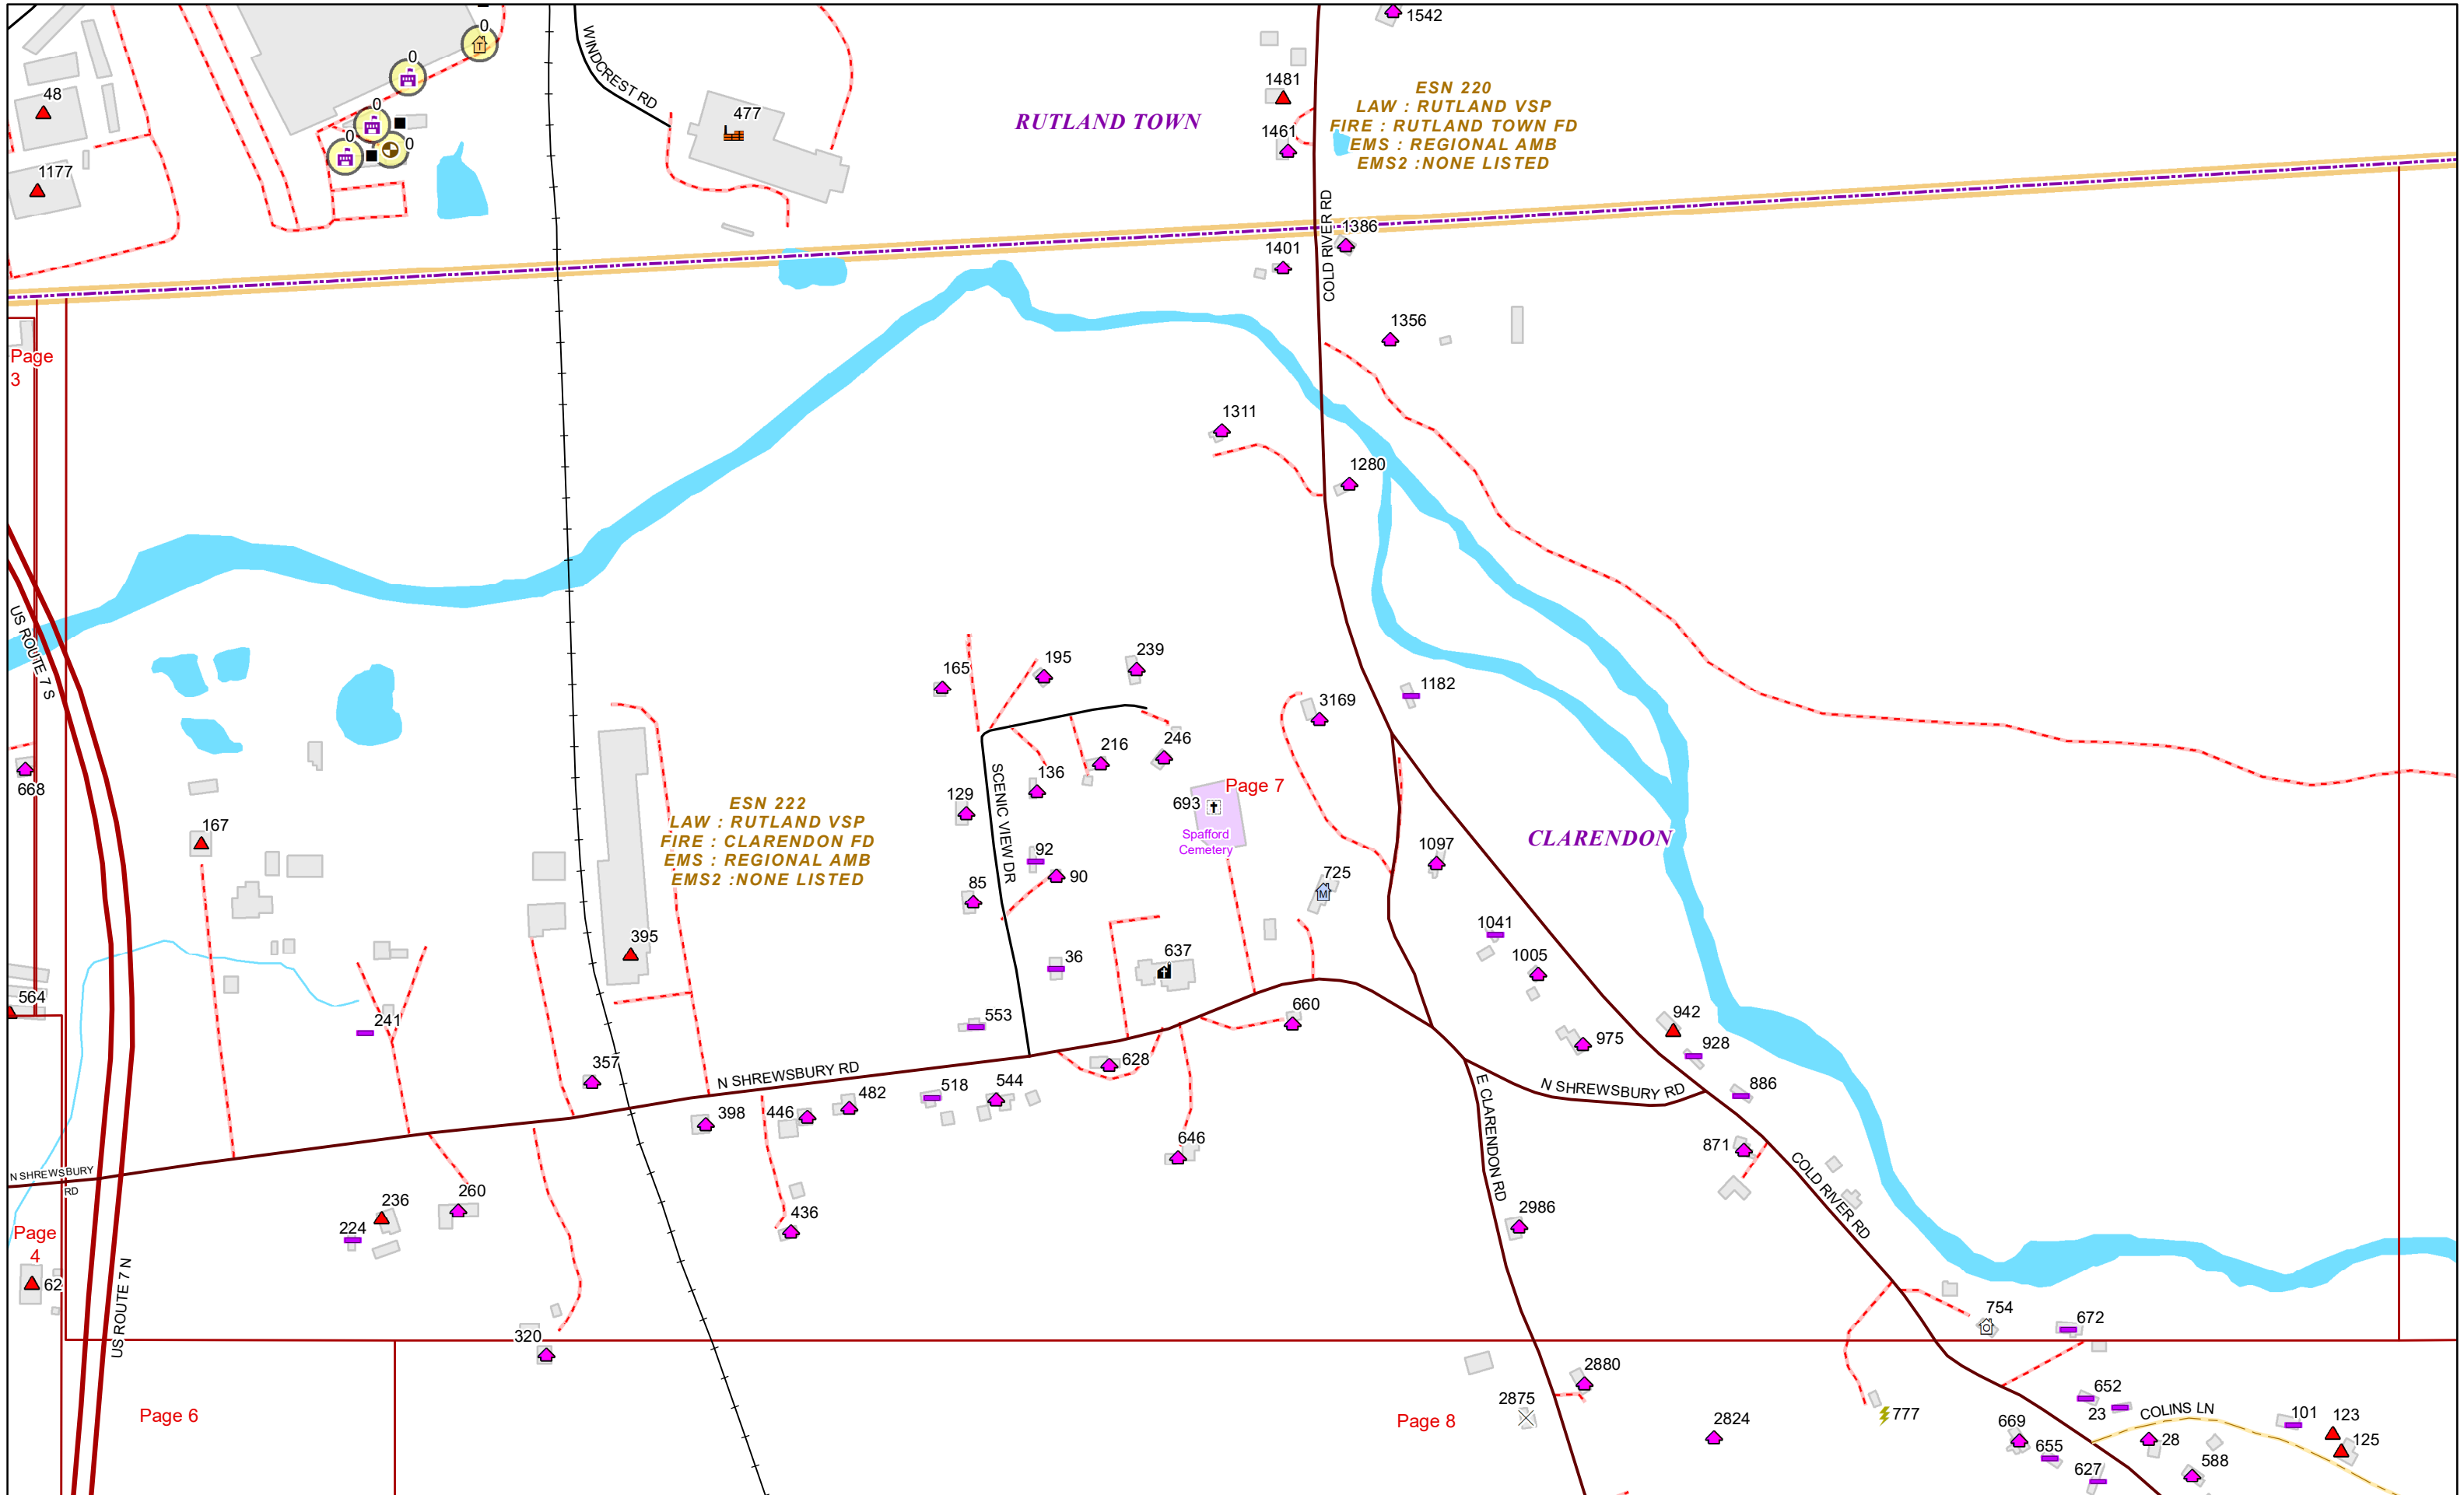 1542
0
0
WINDCREST RD
48
1481
ESN 220
LAW : RUTLAND VSP
FIRE : RUTLAND TOWN FD
EMS : REGIONAL AMB
EMS2 :NONE LISTED
0
477
RUTLAND TOWN
1461
0
0
1177
COLD RIVER RD
1386
1401
1356
Page
3
1311
1280
US ROUTE 7 S
165
195
239
1182
3169
668
216
246
136
SCENIC VIEW DR
129
Page 7
693
Spafford
Cemetery
ESN 222
LAW : RUTLAND VSP
FIRE : CLARENDON FD
EMS : REGIONAL AMB
EMS2 :NONE LISTED
167
CLARENDON
1097
92
90
725
85
395
1041
36
637
1005
564
241
553
660
942
975
928
357
628
N SHREWSBURY RD
518
544
482
398
446
E CLARENDON RD
N SHREWSBURY RD
886
646
871
N SHREWSBURY
RD
COLD RIVER RD
236
260
224
436
2986
Page
4
62
US ROUTE 7 N
320
754
672
2880
2875
Page 6
Page 8
2824
777
652
23
COLINS LN
101
123
125
669
655
28
627
588